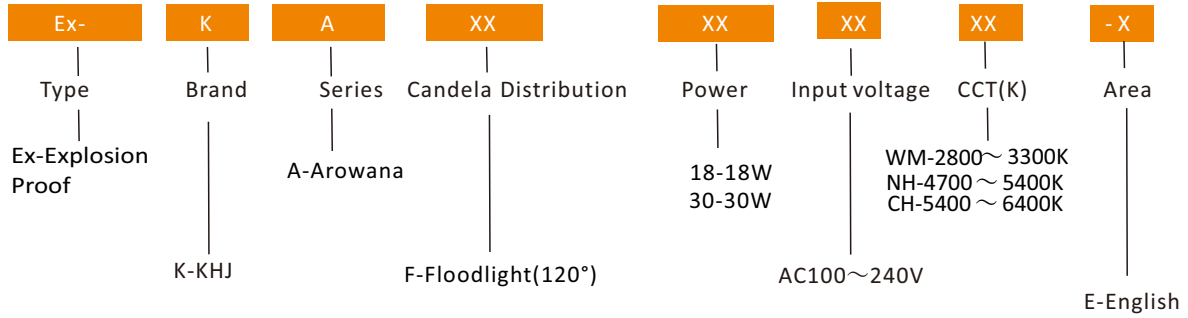 Ex- K A XX XX XX XX - X
Type Brand Series Candela Distribution Power Input voltage CCT(K) Area
Ex-Explosion
Proof
A-Arowana
18-18W
30-30W
WM-2800～3300K
NH-4700～5400K
CH-5400～6400K
K-KHJ
F-Floodlight(120°)
AC100～240V
E-English